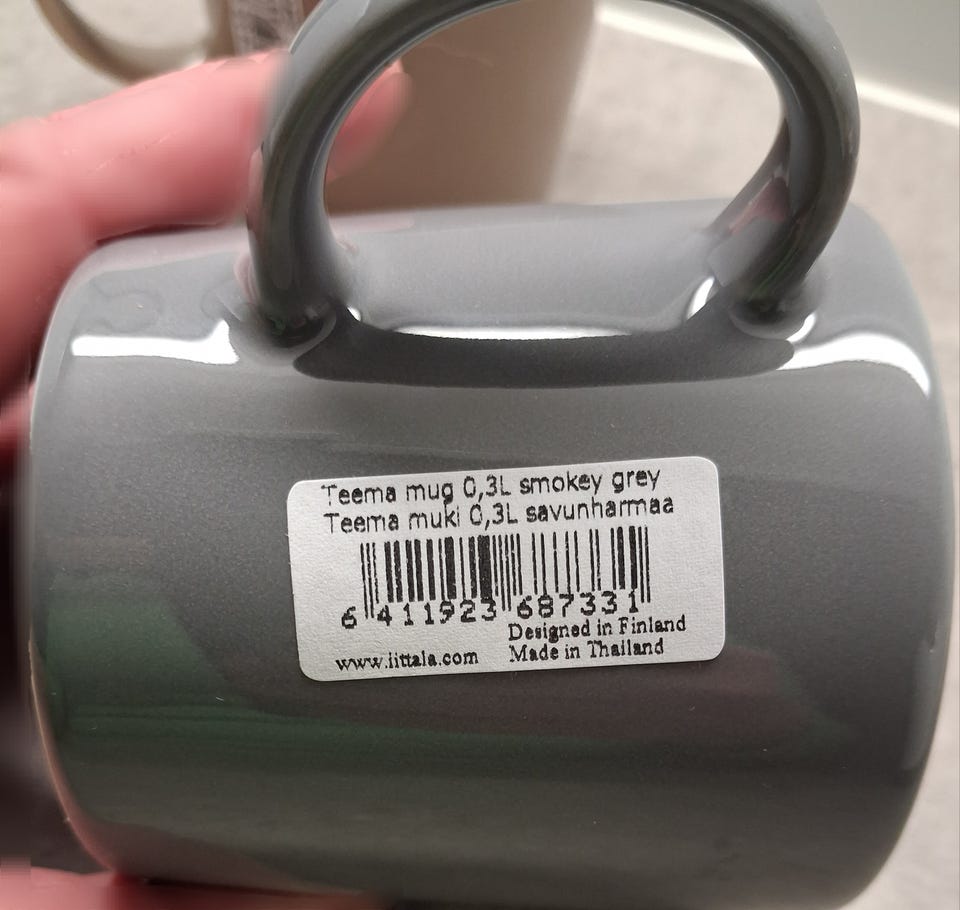 Teema mug 0,3L smokey grey
Teema muki 0,3L savunharmaa
6 411923 687331
Designed in Finland
www.iittala.com Made in Thailand